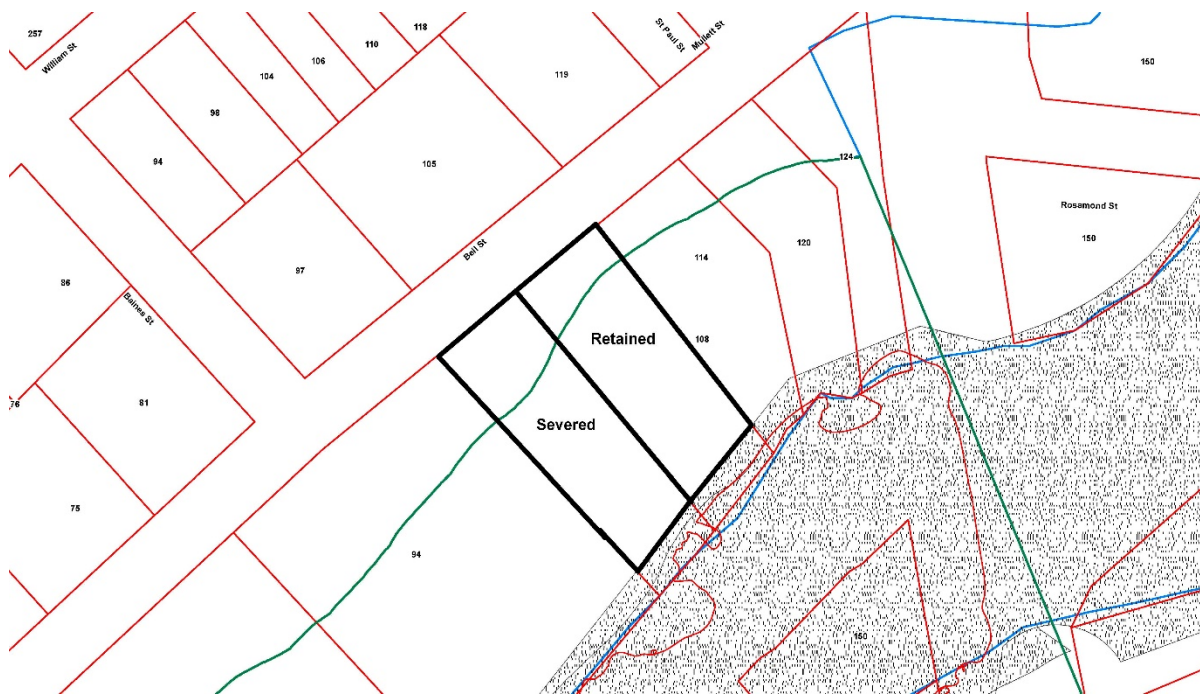 257
William St
118
110
106
104
98
94
St Paul St
Mullett St
119
105
97
Bell St
150
124
Rosamond St
150
120
114
108
86
Baines St
76
81
75
Retained
Severed
94
150